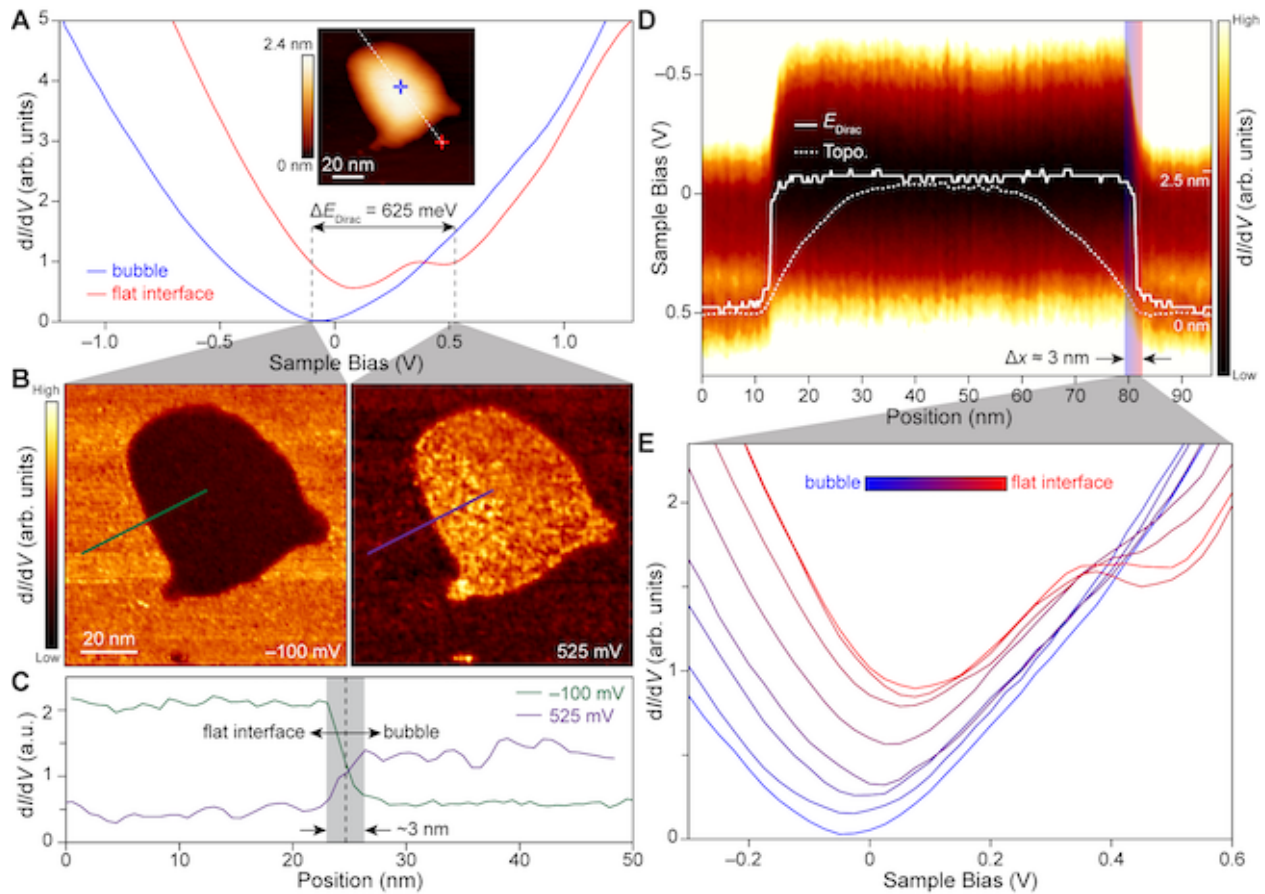 A
5
4
3
2
1
0
dI/dV (arb. units)
2.4 nm
0 nm
20 nm
ΔE_Dirac = 625 meV
bubble
flat interface
−1.0
−0.5
0
0.5
1.0
Sample Bias (V)
B
High
Low
dI/dV (arb. units)
20 nm
−100 mV
525 mV
C
2
1
0
dI/dV (a.u.)
−100 mV
525 mV
flat interface
bubble
~3 nm
0
10
20
30
40
50
Position (nm)
D
−0.5
0
0.5
Sample Bias (V)
E_Dirac
Topo.
2.5 nm
0 nm
Δx ≈ 3 nm
0
10
20
30
40
50
60
70
80
90
Position (nm)
High
Low
dI/dV (arb. units)
E
2
1
0
dI/dV (arb. units)
bubble
flat interface
−0.2
0
0.2
0.4
0.6
Sample Bias (V)